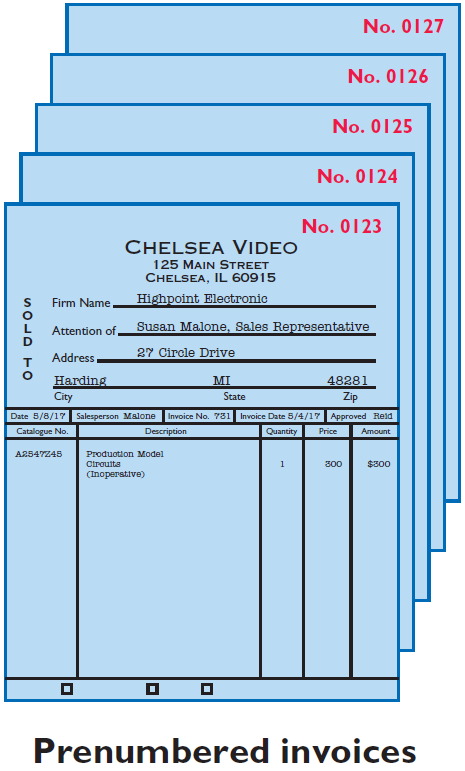 No. 0127
No. 0126
No. 0125
No. 0124
No. 0123
CHELSEA VIDEO
125 MAIN STREET
CHELSEA, IL 60915
SOLD TO
Firm Name Highpoint Electronic
Attention of Susan Malone, Sales Representative
Address 27 Circle Drive
Harding MI 48281
City State Zip
Date 5/8/17 Salesperson Malone Invoice No. 731 Invoice Date 5/4/17 Approved Reid
Catalogue No. Description Quantity Price Amount
A2547Z45 Production Model
Circuits 1 300 $300
(Inoperative)
Prenumbered invoices